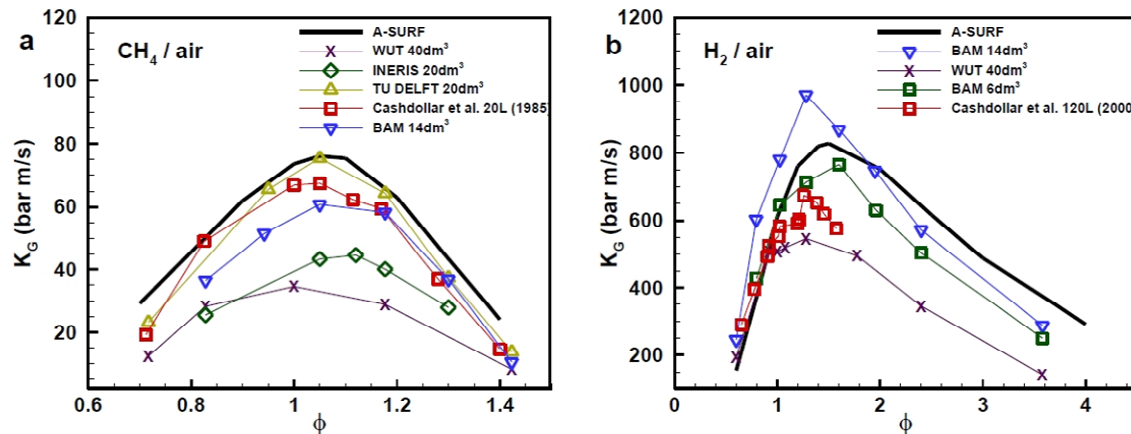 a
CH4 / air
A-SURF
WUT 40dm3
INERIS 20dm3
TU DELFT 20dm3
Cashdollar et al. 20L (1985)
BAM 14dm3
KG (bar m/s)
120
100
80
60
40
20
0.6
0.8
1
1.2
1.4
ϕ
b
H2 / air
A-SURF
BAM 14dm3
WUT 40dm3
BAM 6dm3
Cashdollar et al. 120L (2000
KG (bar m/s)
1200
1000
800
600
400
200
0
1
2
3
4
ϕ